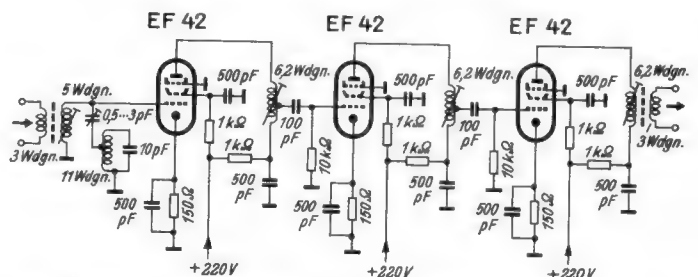 EF 42
EF 42
EF 42
5 Wdgn.
0,5...3pF
3 Wdgn.
11 Wdgn.
10pF
500pF
1kΩ
1kΩ
6,2 Wdgn.
100
pF
500
pF
500
pF
150Ω
+220V
10kΩ
500pF
1kΩ
1kΩ
6,2 Wdgn.
100
pF
500
pF
500
pF
150Ω
+220V
10kΩ
500pF
1kΩ
1kΩ
6,2 Wdgn.
3 Wdgn.
500
pF
500
pF
150Ω
+220V